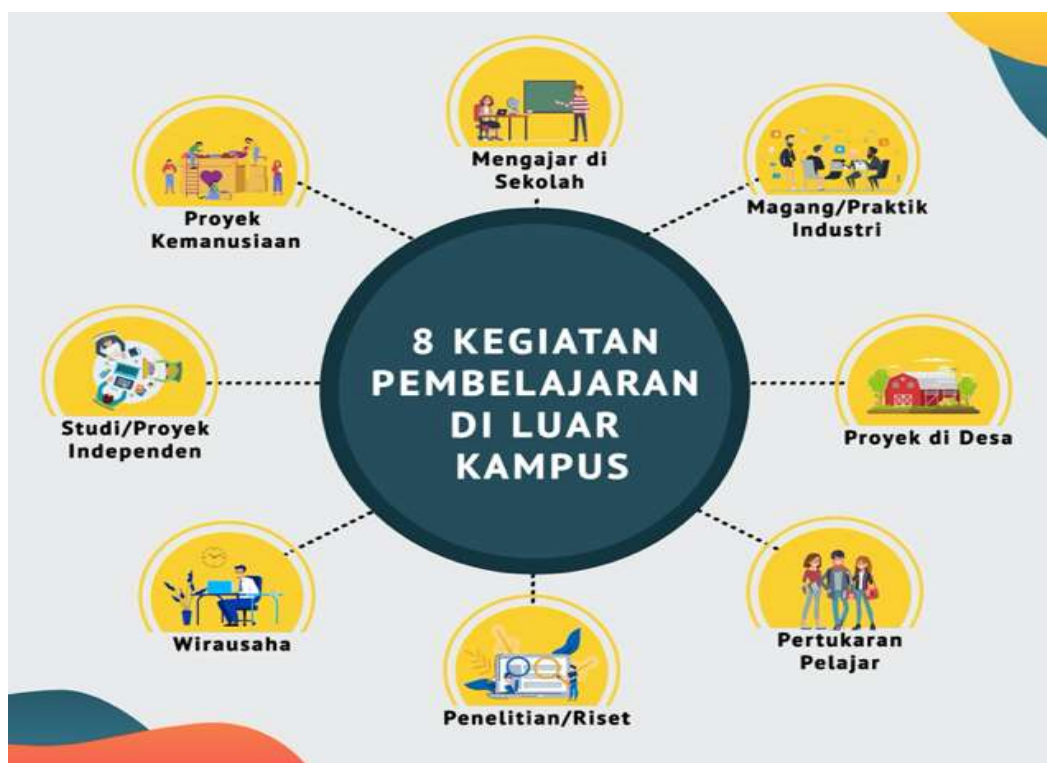 Mengajar di
Sekolah
Magang/Praktik
Industri
Proyek di Desa
Pertukaran
Pelajar
Penelitian/Riset
Wirausaha
Studi/Proyek
Independen
Proyek
Kemanusiaan
8 KEGIATAN
PEMBELAJARAN
DI LUAR
KAMPUS